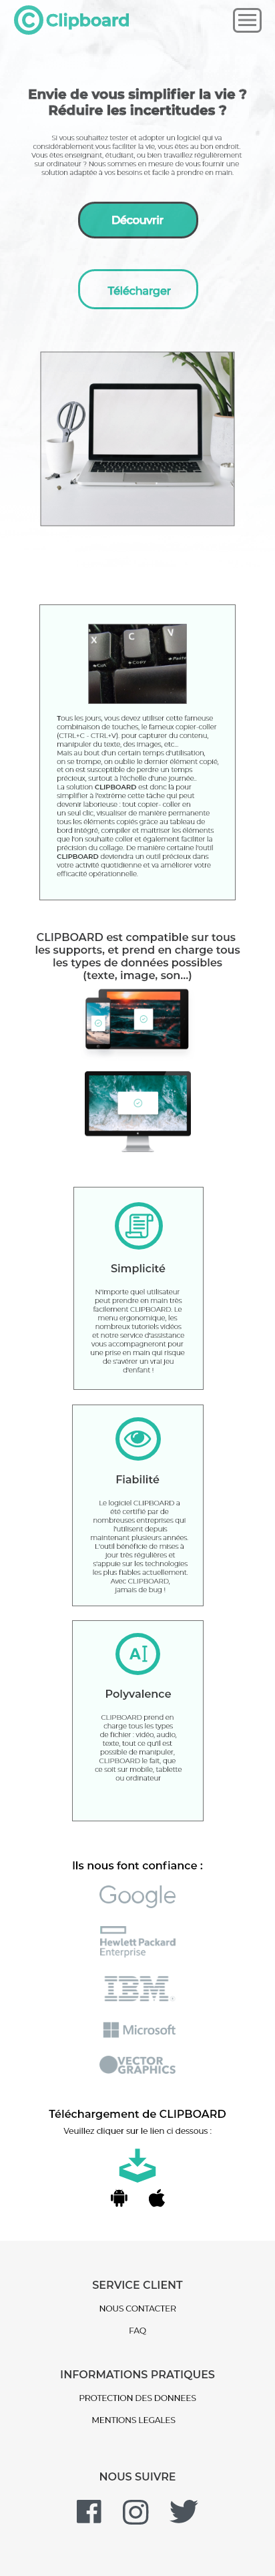 Clipboard
Envie de vous simplifier la vie ?
Réduire les incertitudes ?
Si vous souhaitez tester et adopter un logiciel qui va
considérablement vous faciliter la vie, vous êtes au bon endroit.
Vous êtes enseignant, étudiant, ou bien travaillez régulièrement
sur ordinateur ? Nous sommes en mesure de vous fournir une
solution adaptée à vos besoins et facile à prendre en main.
Découvrir
Télécharger
X C V
Tous les jours, vous devez utiliser cette fameuse
combinaison de touches, le fameux copier-coller
(CTRL+C - CTRL+V), pour capturer du contenu,
manipuler du texte, des images, etc...
Mais au bout d'un certain temps d'utilisation,
on se trompe, on oublie le dernier élément copié,
et on est susceptible de perdre un temps
précieux, surtout à l'échelle d'une journée..
La solution CLIPBOARD est donc là pour
simplifier à l'extrême cette tâche qui peut
devenir laborieuse : tout copier- coller en
un seul clic, visualiser de manière permanente
tous les éléments copiés grâce au tableau de
bord intégré, compiler et maitriser les éléments
que l'on souhaite coller et également faciliter la
précision du collage. De manière certaine l'outil
CLIPBOARD deviendra un outil précieux dans
votre activité quotidienne et va améliorer votre
efficacité opérationnelle.
CLIPBOARD est compatible sur tous
les supports, et prend en charge tous
les types de données possibles
(texte, image, son...)
Simplicité
N'importe quel utilisateur
peut prendre en main très
facilement CLIPBOARD. Le
menu ergonomique, les
nombreux tutoriels vidéos
et notre service d'assistance
vous accompagneront pour
une prise en main qui risque
de s'avérer un vrai jeu
d'enfant !
Fiabilité
Le logiciel CLIPBOARD a
été certifié par de
nombreuses entreprises qui
l'utilisent depuis
maintenant plusieurs années.
L'outil bénéficie de mises à
jour très régulières et
s'appuie sur les technologies
les plus fiables actuellement.
Avec CLIPBOARD,
jamais de bug !
AI
Polyvalence
CLIPBOARD prend en
charge tous les types
de fichier : vidéo, audio,
texte, tout ce qu'il est
possible de manipuler,
CLIPBOARD le fait, que
ce soit sur mobile, tablette
ou ordinateur
Ils nous font confiance :
Google
Hewlett Packard
Enterprise
IBM
Microsoft
VECTOR
GRAPHICS
Téléchargement de CLIPBOARD
Veuillez cliquer sur le lien ci dessous :
SERVICE CLIENT
NOUS CONTACTER
FAQ
INFORMATIONS PRATIQUES
PROTECTION DES DONNEES
MENTIONS LEGALES
NOUS SUIVRE